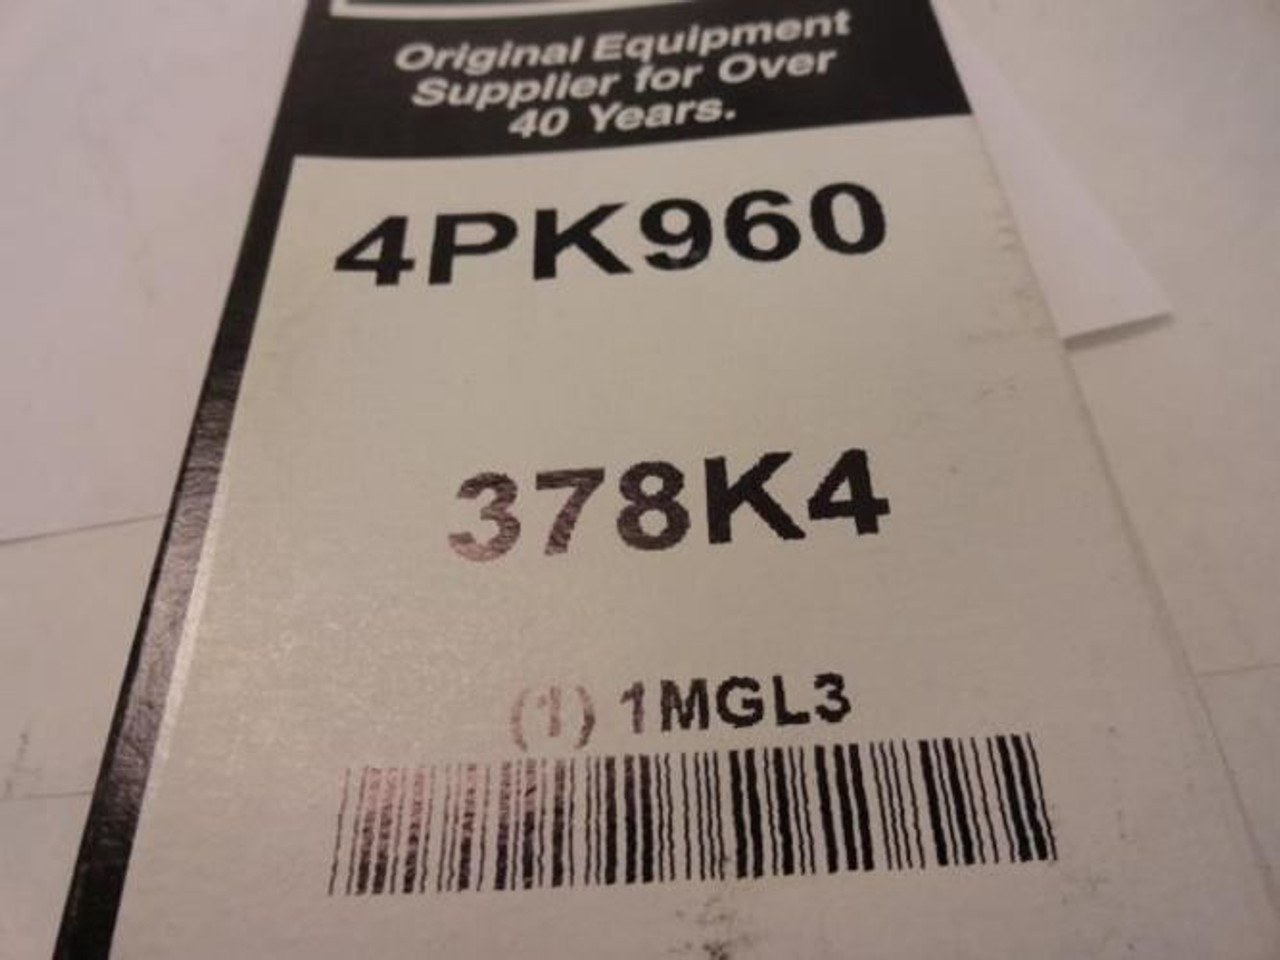 Original Equipment
Supplier for Over
40 Years.
4PK960
378K4
(1) 1MGL3